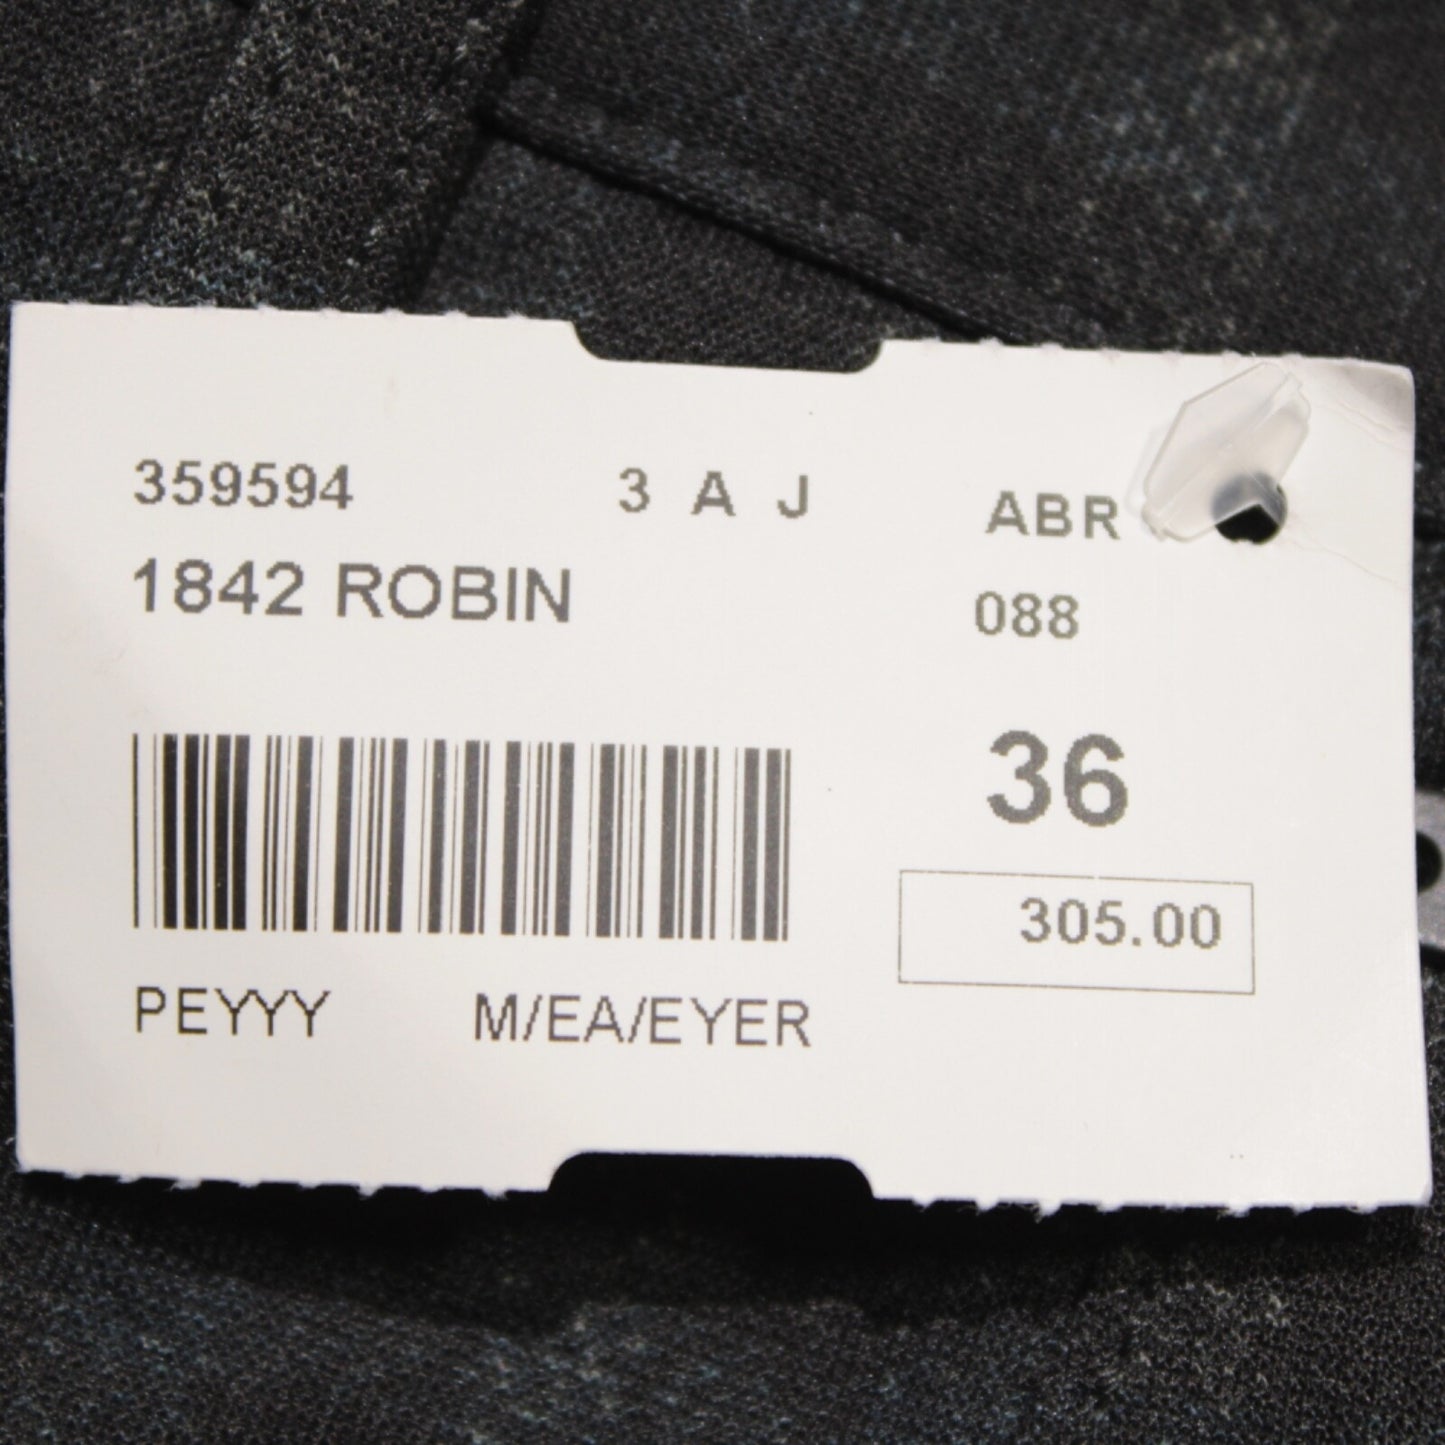 359594 3 A J ABR
1842 ROBIN 088
36
305.00
PEYYY M/EA/EYER